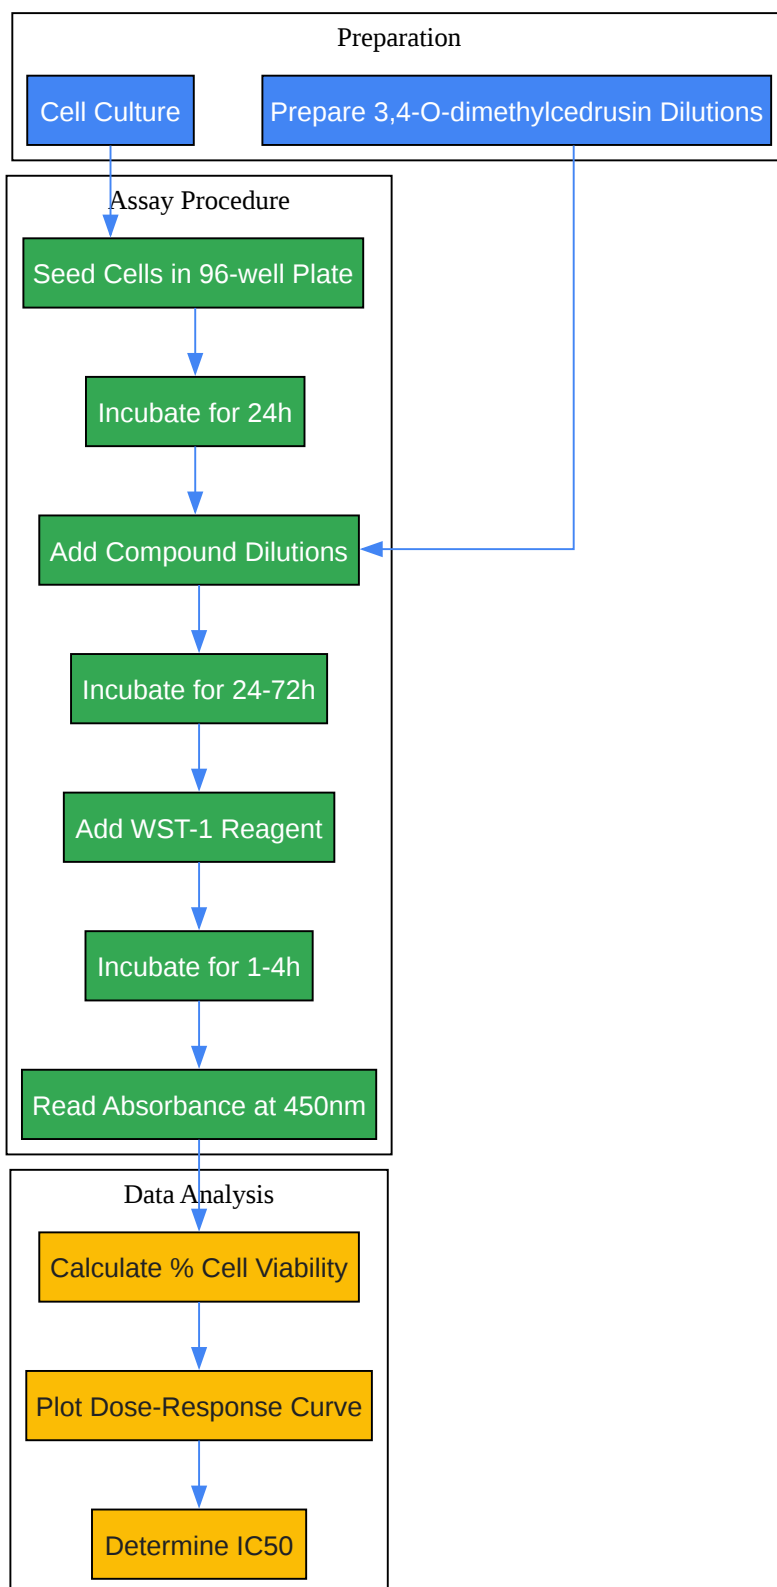 Preparation
Cell Culture
Prepare 3,4-O-dimethylcedrusin Dilutions
Assay Procedure
Seed Cells in 96-well Plate
Incubate for 24h
Add Compound Dilutions
Incubate for 24-72h
Add WST-1 Reagent
Incubate for 1-4h
Read Absorbance at 450nm
Data Analysis
Calculate % Cell Viability
Plot Dose-Response Curve
Determine IC50